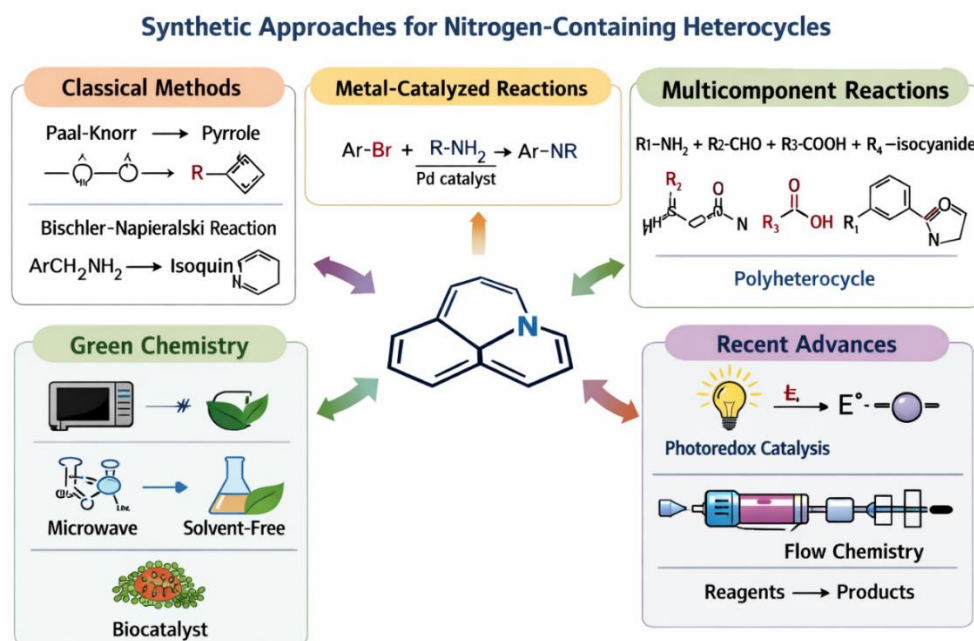 Synthetic Approaches for Nitrogen-Containing Heterocycles
Classical Methods
Paal-Knorr → Pyrrole
R
Bischler-Napieralski Reaction
ArCH₂NH₂ → Isoquin
N
Metal-Catalyzed Reactions
Ar-Br + R-NH₂ → Ar-NR
Pd catalyst
Multicomponent Reactions
R₁-NH₂ + R₂-CHO + R₃-COOH + R₄-isocyanide
R₂
O
N
O
R₃
OH
R₁
O
N
Polyheterocycle
N
Green Chemistry
Microwave → Solvent-Free
Biocatalyst
Recent Advances
E°
Photoredox Catalysis
Flow Chemistry
Reagents → Products